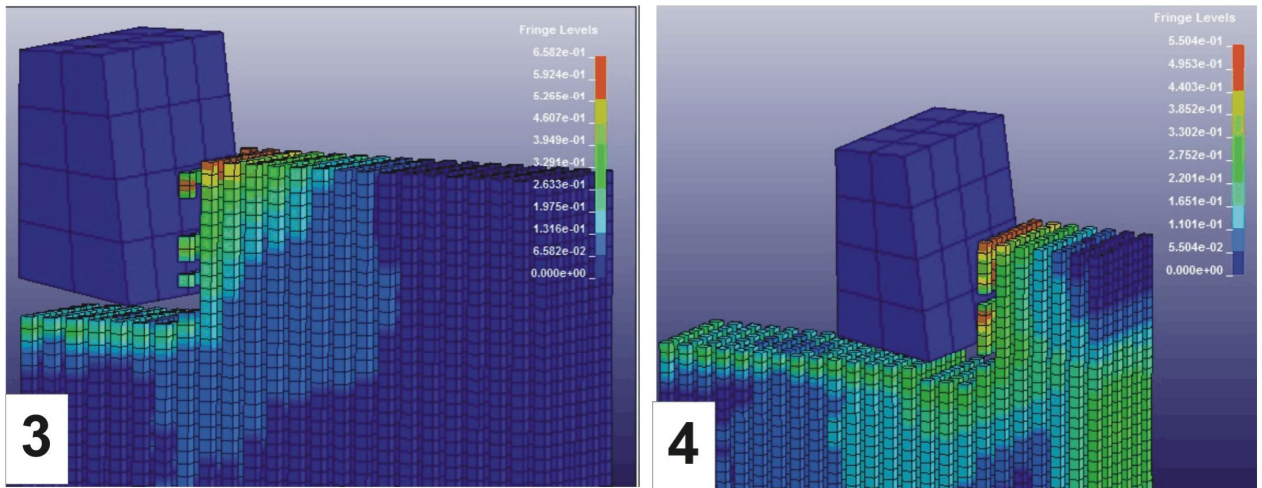 Fringe Levels
6.582e-01
5.924e-01
5.265e-01
4.607e-01
3.949e-01
3.291e-01
2.633e-01
1.975e-01
1.316e-01
6.582e-02
0.000e+00
3
Fringe Levels
5.504e-01
4.953e-01
4.403e-01
3.852e-01
3.302e-01
2.752e-01
2.201e-01
1.651e-01
1.101e-01
5.504e-02
0.000e+00
4